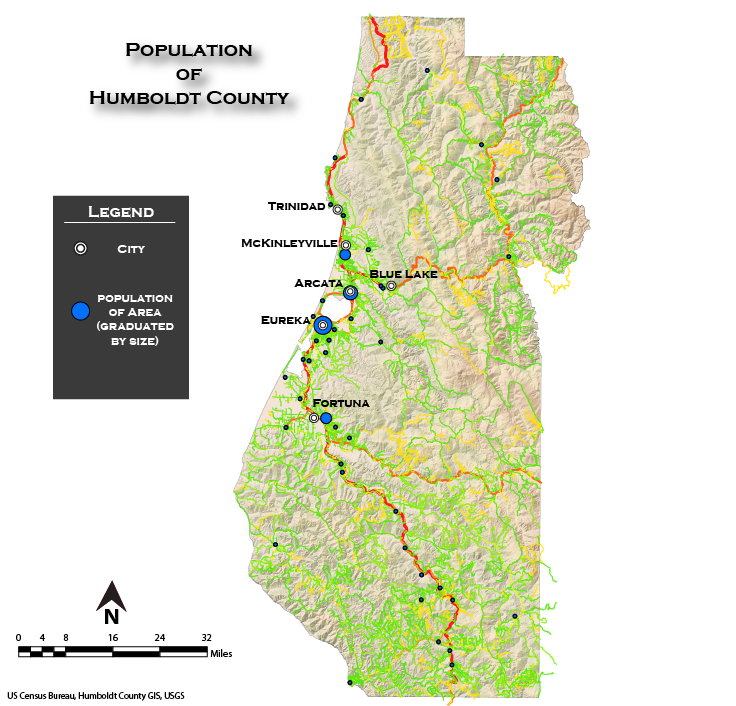 Population
of
Humboldt County
Legend
City
population
of Area
(graduated
by size)
Trinidad
McKinleyville
Arcata
Blue Lake
Eureka
Fortuna
N
0 4 8 16 24 32
Miles
US Census Bureau, Humboldt County GIS, USGS